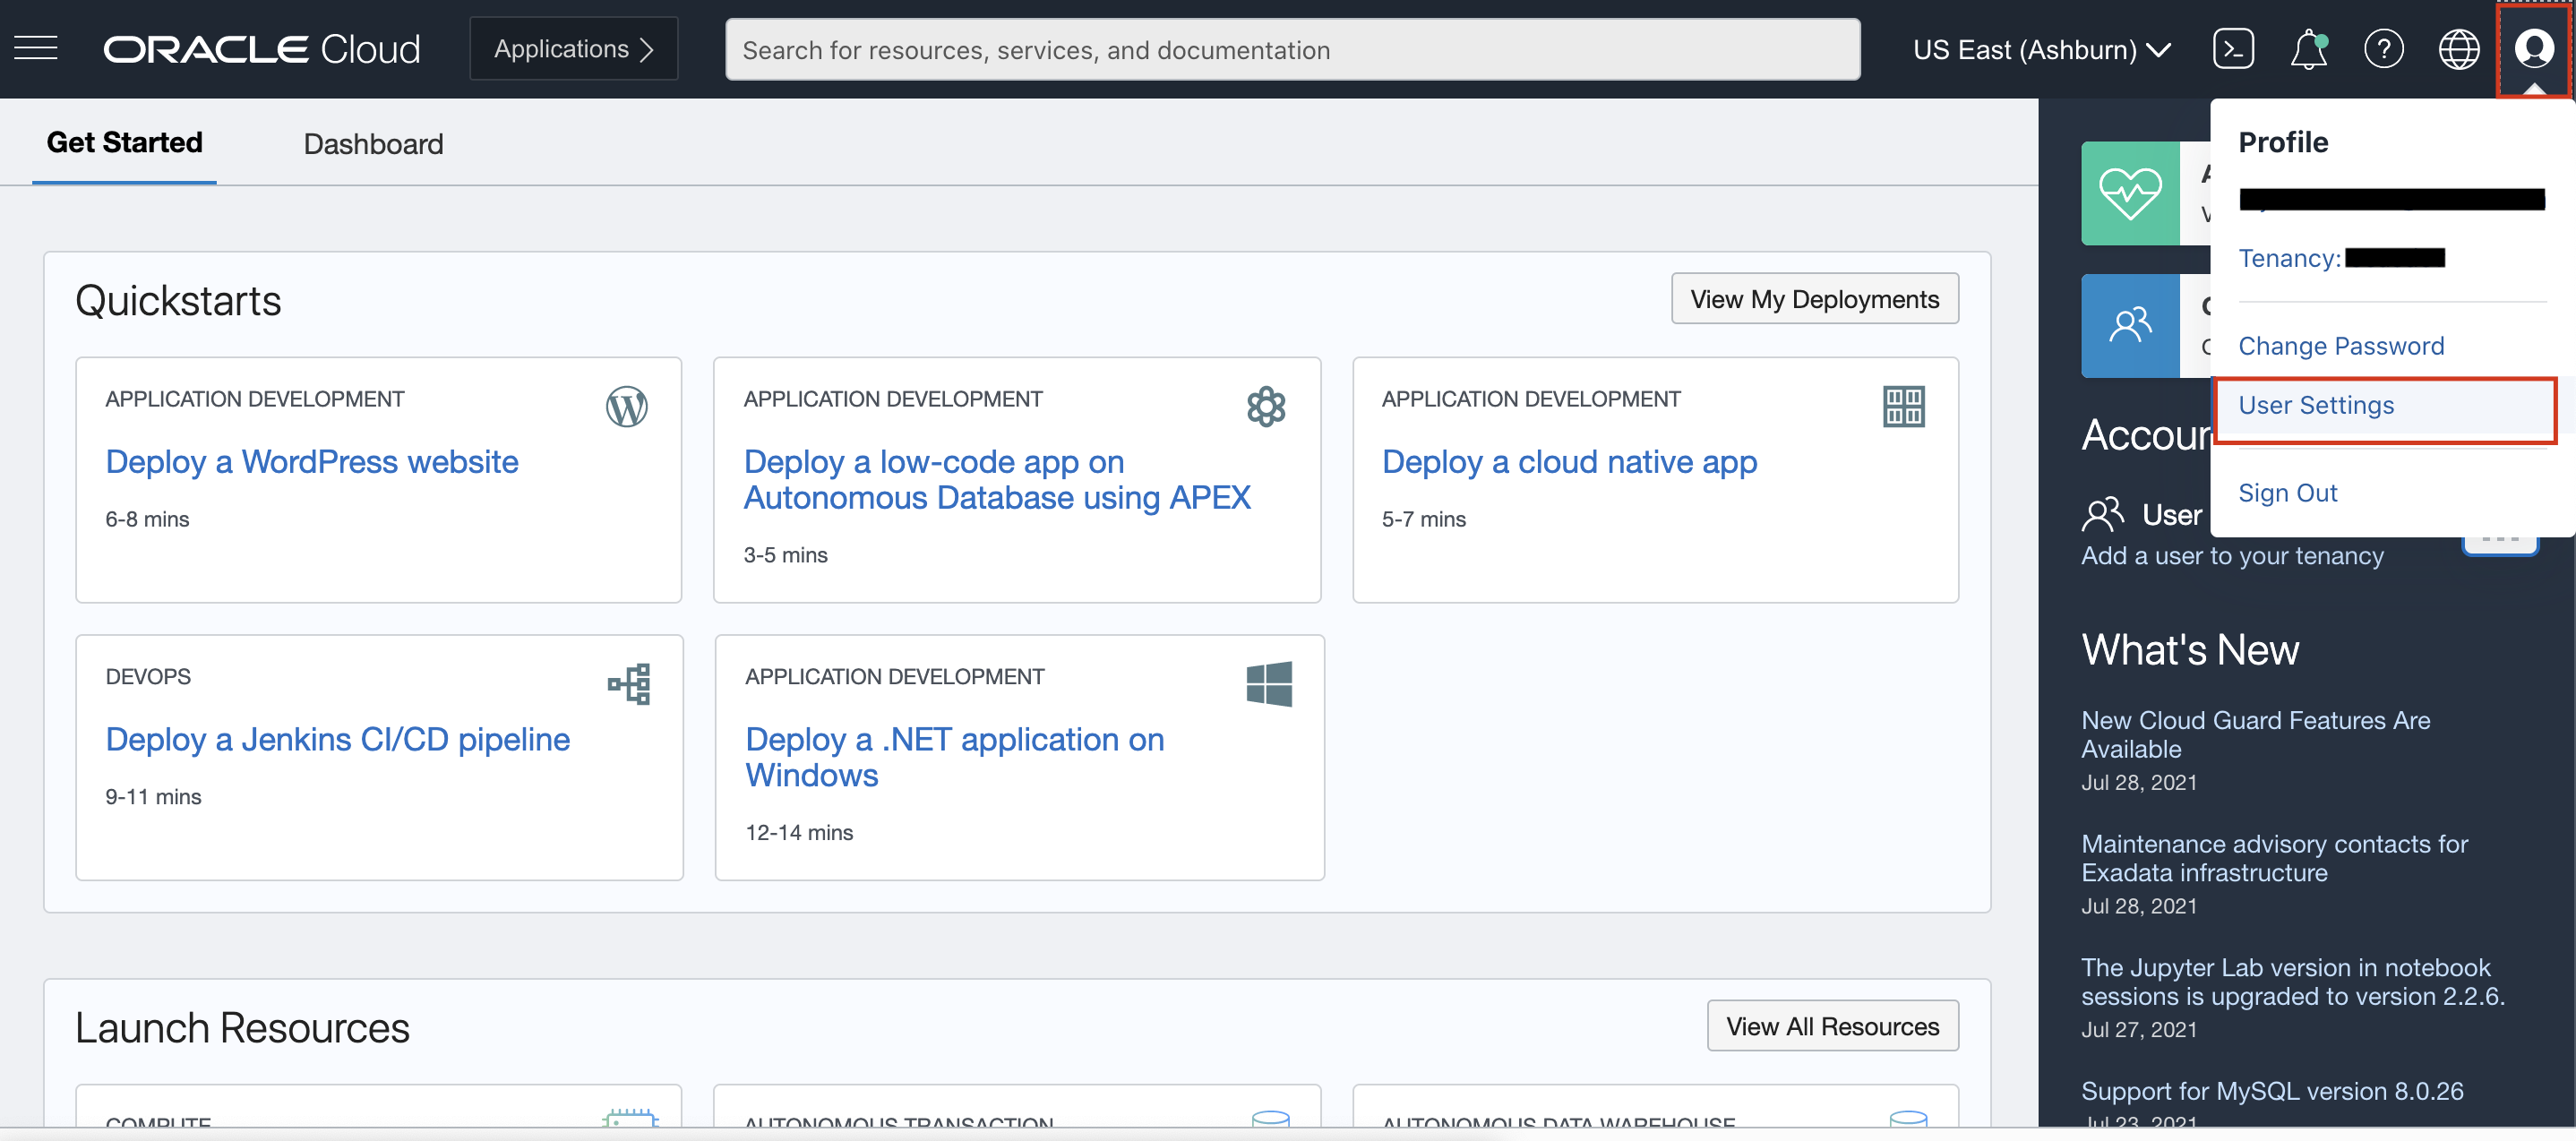 ORACLE Cloud
Applications
Search for resources, services, and documentation
US East (Ashburn)
Get Started
Dashboard
Quickstarts
View My Deployments
APPLICATION DEVELOPMENT
Deploy a WordPress website
6-8 mins
APPLICATION DEVELOPMENT
Deploy a low-code app on
Autonomous Database using APEX
3-5 mins
APPLICATION DEVELOPMENT
Deploy a cloud native app
5-7 mins
DEVOPS
Deploy a Jenkins CI/CD pipeline
9-11 mins
APPLICATION DEVELOPMENT
Deploy a .NET application on
Windows
12-14 mins
Launch Resources
View All Resources
COMPUTE
AUTONOMOUS TRANSACTION
AUTONOMOUS DATA WAREHOUSE
Profile
Tenancy:
Change Password
User Settings
Sign Out
User
Add a user to your tenancy
What's New
New Cloud Guard Features Are
Available
Jul 28, 2021
Maintenance advisory contacts for
Exadata infrastructure
Jul 28, 2021
The Jupyter Lab version in notebook
sessions is upgraded to version 2.2.6.
Jul 27, 2021
Support for MySQL version 8.0.26
Jul 23, 2021